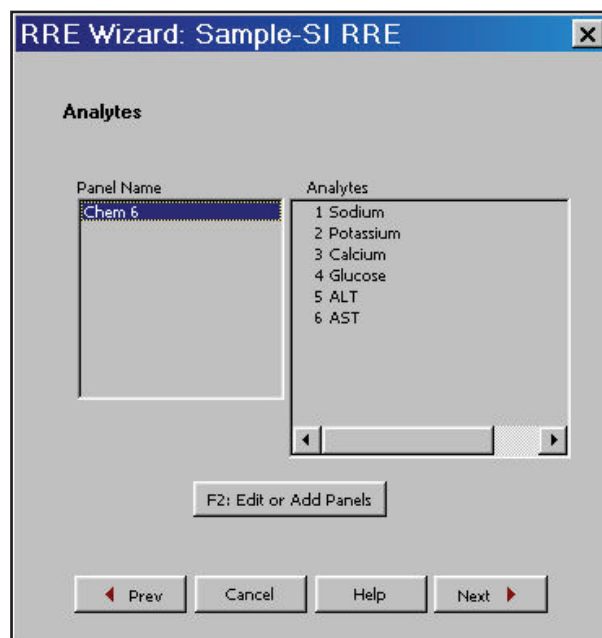 RRE Wizard: Sample-SI RRE
Analytes
Panel Name
Chem 6
Analytes
1 Sodium
2 Potassium
3 Calcium
4 Glucose
5 ALT
6 AST
F2: Edit or Add Panels
Prev
Cancel
Help
Next